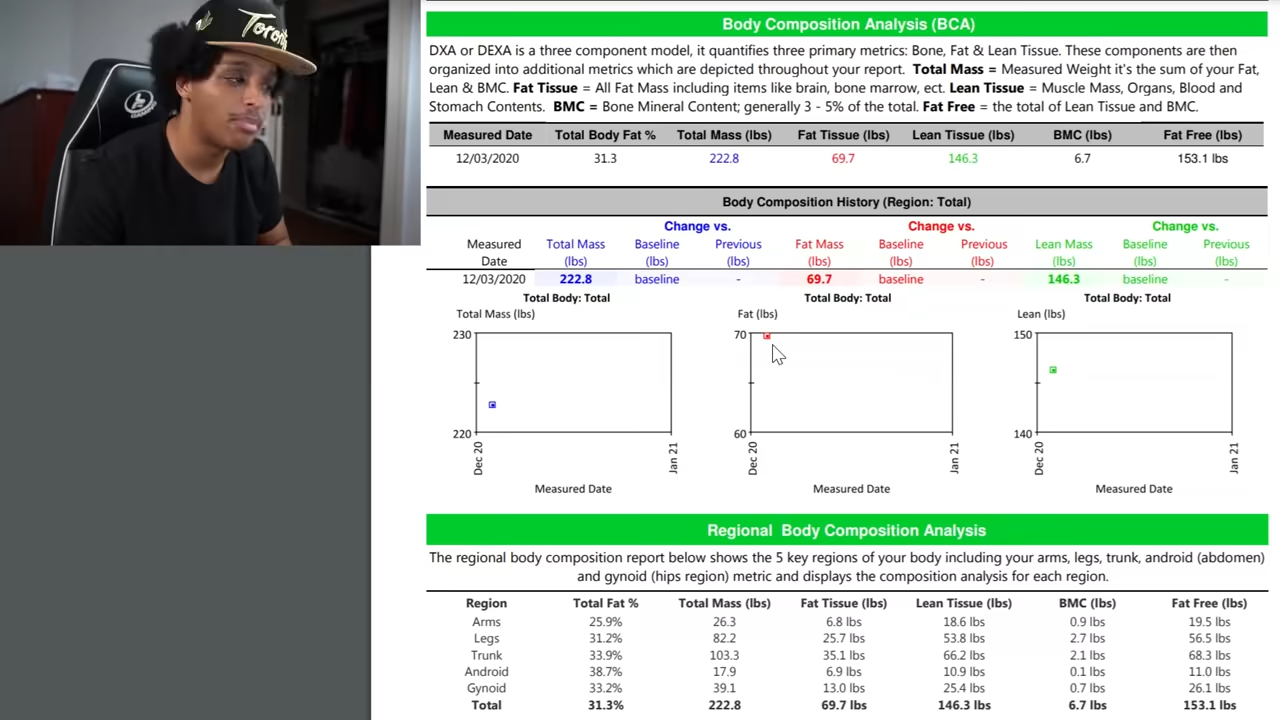 Toronto
Body Composition Analysis (BCA)
DXA or DEXA is a three component model, it quantifies three primary metrics: Bone, Fat & Lean Tissue. These components are then
organized into additional metrics which are depicted throughout your report. Total Mass = Measured Weight it's the sum of your Fat,
Lean & BMC. Fat Tissue = All Fat Mass including items like brain, bone marrow, ect. Lean Tissue = Muscle Mass, Organs, Blood and
Stomach Contents. BMC = Bone Mineral Content; generally 3 - 5% of the total. Fat Free = the total of Lean Tissue and BMC.
Measured Date Total Body Fat % Total Mass (lbs) Fat Tissue (lbs) Lean Tissue (lbs) BMC (lbs) Fat Free (lbs)
12/03/2020 31.3 222.8 69.7 146.3 6.7 153.1 lbs
Body Composition History (Region: Total)
Change vs. Change vs. Change vs.
Measured Total Mass Baseline Previous Fat Mass Baseline Previous Lean Mass Baseline Previous
Date (lbs) (lbs) (lbs) (lbs) (lbs) (lbs) (lbs) (lbs) (lbs)
12/03/2020 222.8 baseline - 69.7 baseline - 146.3 baseline -
Total Body: Total Total Body: Total Total Body: Total
Total Mass (lbs) Fat (lbs) Lean (lbs)
230 70 150
220 60 140
Dec 20 Jan 21 Dec 20 Jan 21 Dec 20 Jan 21
Measured Date Measured Date Measured Date
Regional Body Composition Analysis
The regional body composition report below shows the 5 key regions of your body including your arms, legs, trunk, android (abdomen)
and gynoid (hips region) metric and displays the composition analysis for each region.
Region Total Fat % Total Mass (lbs) Fat Tissue (lbs) Lean Tissue (lbs) BMC (lbs) Fat Free (lbs)
Arms 25.9% 26.3 6.8 lbs 18.6 lbs 0.9 lbs 19.5 lbs
Legs 31.2% 82.2 25.7 lbs 53.8 lbs 2.7 lbs 56.5 lbs
Trunk 33.9% 103.3 35.1 lbs 66.2 lbs 2.1 lbs 68.3 lbs
Android 38.7% 17.9 6.9 lbs 10.9 lbs 0.1 lbs 11.0 lbs
Gynoid 33.2% 39.1 13.0 lbs 25.4 lbs 0.7 lbs 26.1 lbs
Total 31.3% 222.8 69.7 lbs 146.3 lbs 6.7 lbs 153.1 lbs